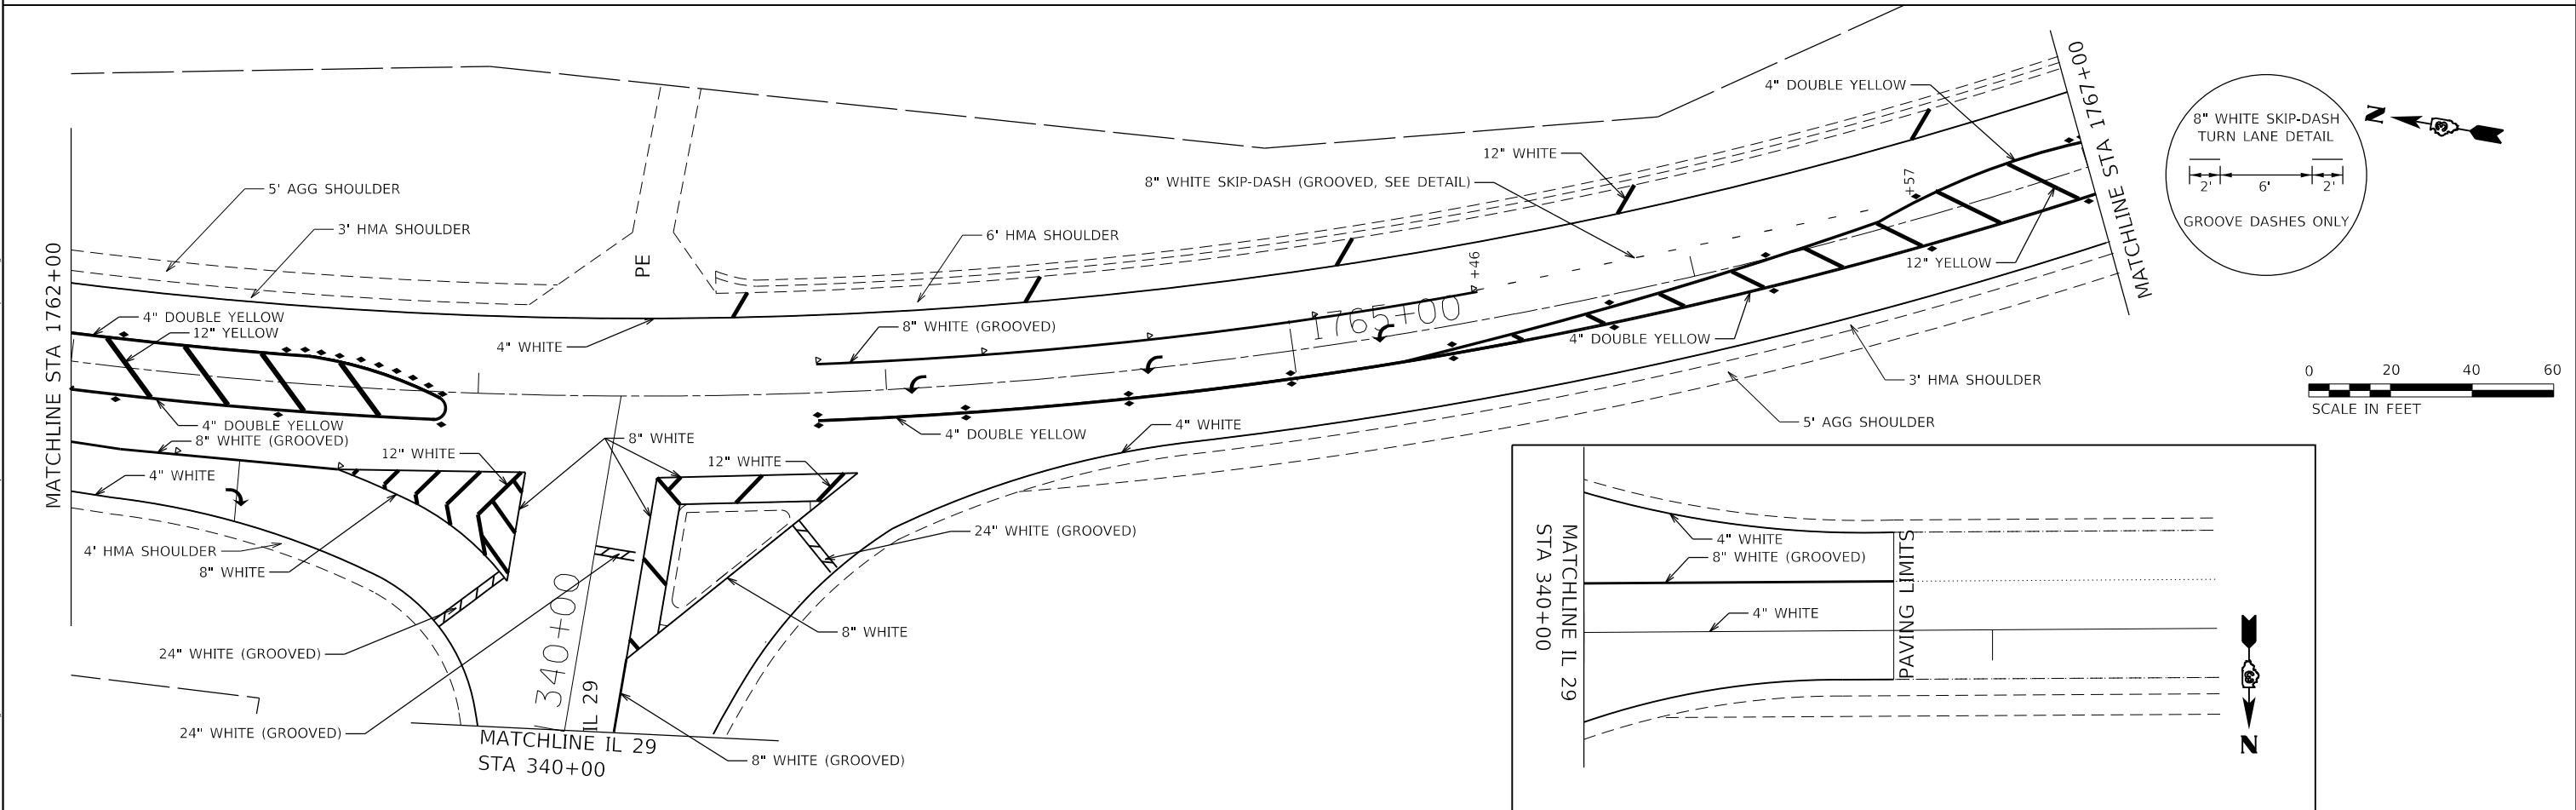 MATCHLINE STA 1762+00
5' AGG SHOULDER
3' HMA SHOULDER
4" DOUBLE YELLOW
12" YELLOW
4" DOUBLE YELLOW
8" WHITE (GROOVED)
4" WHITE
4' HMA SHOULDER
8" WHITE
24" WHITE (GROOVED)
24" WHITE (GROOVED)
12" WHITE
PE
4" WHITE
8" WHITE
12" WHITE
6' HMA SHOULDER
8" WHITE (GROOVED)
4" DOUBLE YELLOW
4" WHITE
24" WHITE (GROOVED)
8" WHITE
8" WHITE (GROOVED)
340+00
IL 29
MATCHLINE IL 29
STA 340+00
12" WHITE
8" WHITE SKIP-DASH (GROOVED, SEE DETAIL)
+46
1765+00
4" DOUBLE YELLOW
+57
12" YELLOW
4" DOUBLE YELLOW
3' HMA SHOULDER
5' AGG SHOULDER
MATCHLINE STA 1767+00
8" WHITE SKIP-DASH
TURN LANE DETAIL
2' 6' 2'
GROOVE DASHES ONLY
N
0 20 40 60
SCALE IN FEET
MATCHLINE IL 29
STA 340+00
4" WHITE
8" WHITE (GROOVED)
4" WHITE
PAVING LIMITS
N